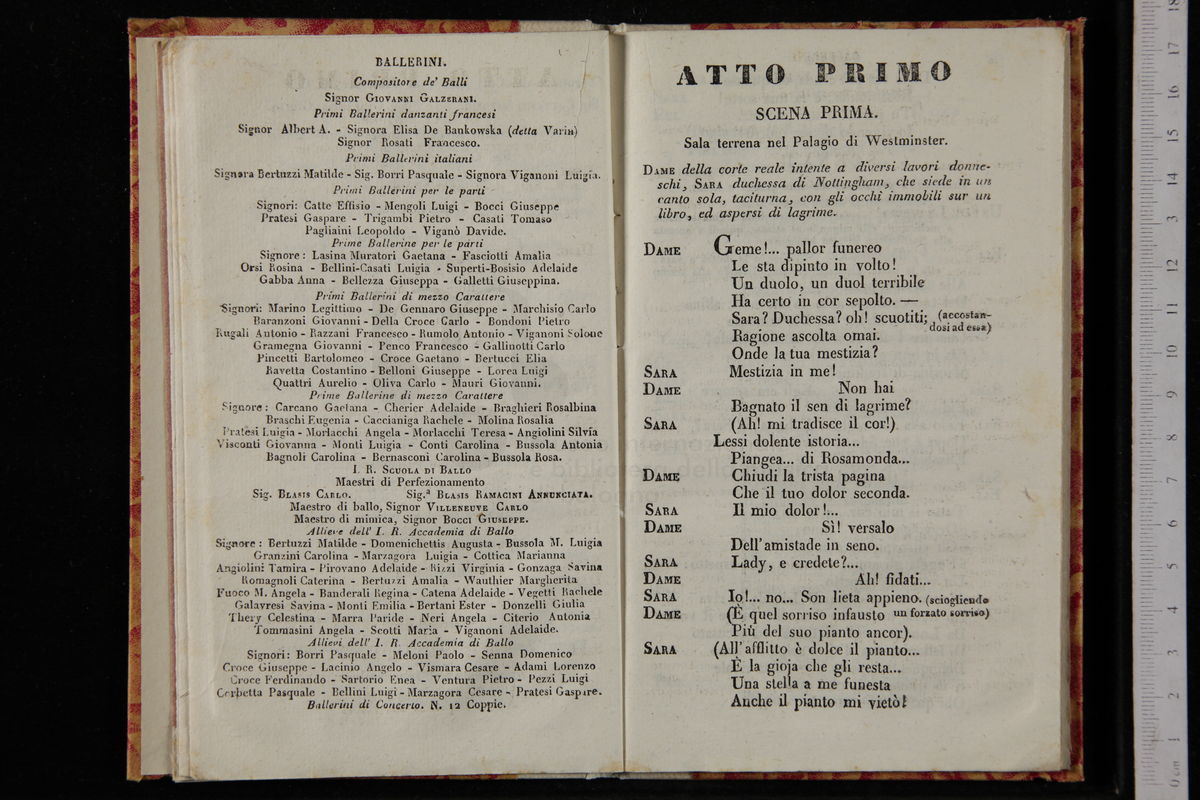 BALLERINI.
Compositore de' Balli
Signor Giovanni Galzerani.
Primi Ballerini danzanti francesi
Signor Albert A. - Signora Elisa De Bankowska (detta Varin)
Signor Rosati Francesco.
Primi Ballerini italiani
Signora Bertuzzi Matilde - Sig. Borri Pasquale - Signora Viganoni Luigia.
Primi Ballerini per le parti
Signori: Catte Effisio - Mengoli Luigi - Bocci Giuseppe
Pratesi Gaspare - Trigambi Pietro - Casati Tomaso
Pagliaini Leopoldo - Viganò Davide.
Prime Ballerine per le parti
Signore: Lasina Muratori Gaetana - Fasciotti Amalia
Orsi Rosina - Bellini-Casati Luigia - Superti-Bosisio Adelaide
Gabba Anna - Bellezza Giuseppa - Galletti Giuseppina.
Primi Ballerini di mezzo Carattere
Signori: Marino Legittimo - De Gennaro Giuseppe - Marchisio Carlo
Baranzoni Giovanni - Della Croce Carlo - Bondoni Pietro
Rugali Antonio - Razzani Francesco - Rumolo Antonio - Viganoni Solone
Gramegna Giovanni - Penco Francesco - Gallinotti Carlo
Pincetti Bartolomeo - Croce Gaetano - Bertucci Elia
Ravetta Costantino - Belloni Giuseppe - Lorea Luigi
Quattri Aurelio - Oliva Carlo - Mauri Giovanni.
Prime Ballerine di mezzo Carattere
Signore: Carcano Gaetana - Cherier Adelaide - Braghieri Rosalbina
Braschi Eugenia - Caccianiga Rachele - Molina Rosalia
Pratesi Luigia - Morlacchi Angela - Morlacchi Teresa - Angiolini Silvia
Visconti Giovanna - Monti Luigia - Conti Carolina - Bussola Antonia
Bagnoli Carolina - Bernasconi Carolina - Bussola Rosa.
I. R. Scuola di Ballo
Maestri di Perfezionamento
Sig. Blasis Carlo. Sig.ª Blasis Ramacini Annunciata.
Maestro di ballo, Signor Villeneuve Carlo
Maestro di mimica, Signor Bocci Giuseppe.
Allieve dell' I. R. Accademia di Ballo
Signore: Bertuzzi Matilde - Domenichettis Augusta - Bussola M. Luigia
Granzini Carolina - Marzagora Luigia - Cottica Marianna
Angiolini Tamira - Pirovano Adelaide - Rizzi Virginia - Gonzaga Savina
Romagnoli Caterina - Bertuzzi Amalia - Wauthier Margherita
Fuoco M. Angela - Banderali Regina - Catena Adelaide - Vegetti Rachele
Galavresi Savina - Monti Emilia - Bertani Ester - Donzelli Giulia
Thery Celestina - Marra Paride - Neri Angela - Citerio Antonia
Tommasini Angela - Scotti Maria - Viganoni Adelaide.
Allievi dell' I. R. Accademia di Ballo
Signori: Borri Pasquale - Meloni Paolo - Senna Domenico
Croce Giuseppe - Lacinio Angelo - Vismara Cesare - Adami Lorenzo
Croce Ferdinando - Sartorio Enea - Ventura Pietro - Pezzi Luigi
Corbetta Pasquale - Bellini Luigi - Marzagora Cesare - Pratesi Gaspare.
Ballerini di Concerto. N. 12 Coppie.
ATTO PRIMO
SCENA PRIMA.
Sala terrena nel Palagio di Westminster.
Dame della corte reale intente a diversi lavori donne-
schi, Sara duchessa di Nottingham, che siede in un
canto sola, taciturna, con gli occhi immobili sur un
libro, ed aspersi di lagrime.
Dame Geme!... pallor funereo
Le sta dipinto in volto!
Un duolo, un duol terribile
Ha certo in cor sepolto. —
Sara? Duchessa? oh! scuotiti; (accostan-
dosi ad essa)
Ragione ascolta omai.
Onde la tua mestizia?
Sara Mestizia in me!
Dame Non hai
Bagnato il sen di lagrime?
Sara (Ah! mi tradisce il cor!)
Lessi dolente istoria...
Piangea... di Rosamonda...
Dame Chiudi la trista pagina
Che il tuo dolor seconda.
Sara Il mio dolor!...
Dame Sì! versalo
Dell'amistade in seno.
Sara Lady, e credete?...
Dame Ah! fidati...
Sara Io!... no... Son lieta appieno. (sciogliendo
Dame (È quel sorriso infausto un forzato sorriso)
Più del suo pianto ancor).
Sara (All'afflitto è dolce il pianto...
È la gioja che gli resta...
Una stella a me funesta
Anche il pianto mi vietò!